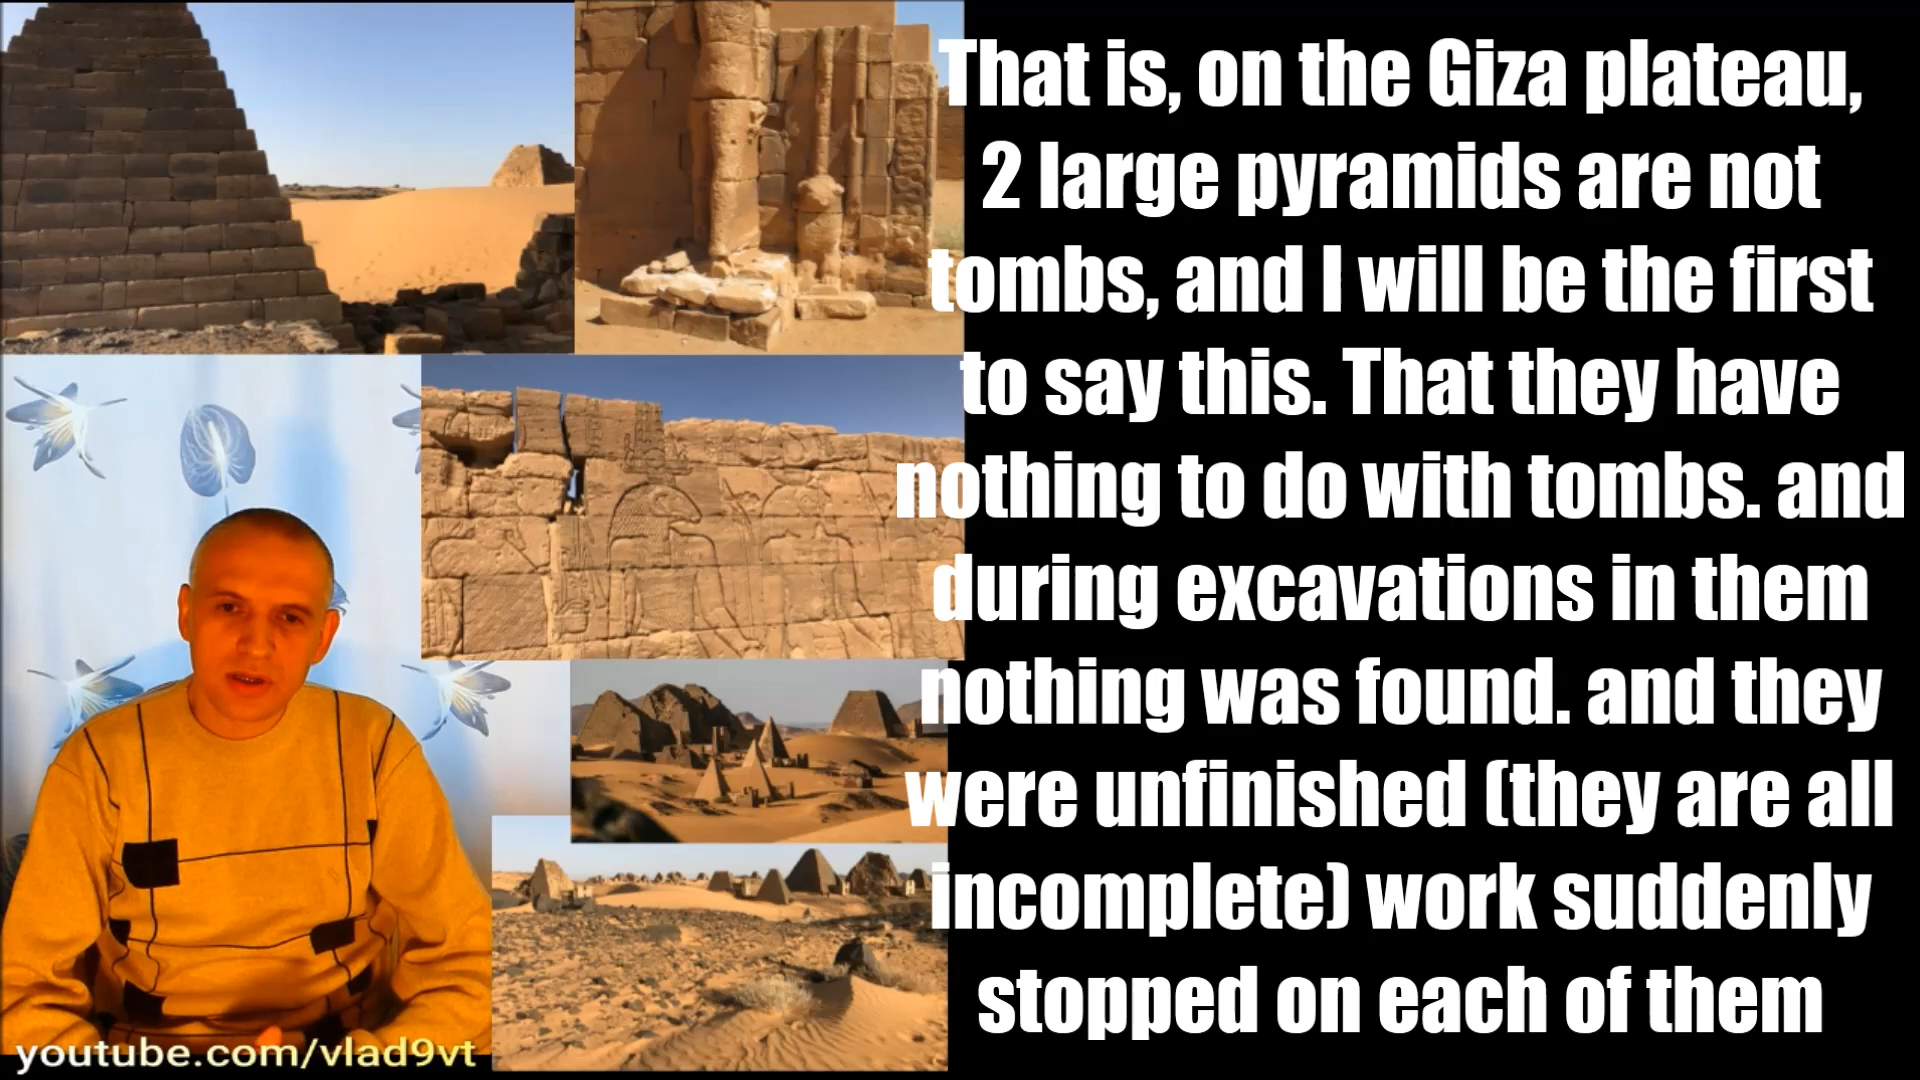 That is, on the Giza plateau,
2 large pyramids are not
tombs, and I will be the first
to say this. That they have
nothing to do with tombs. and
during excavations in them
nothing was found. and they
were unfinished (they are all
incomplete) work suddenly
stopped on each of them
youtube.com/vlad9vt